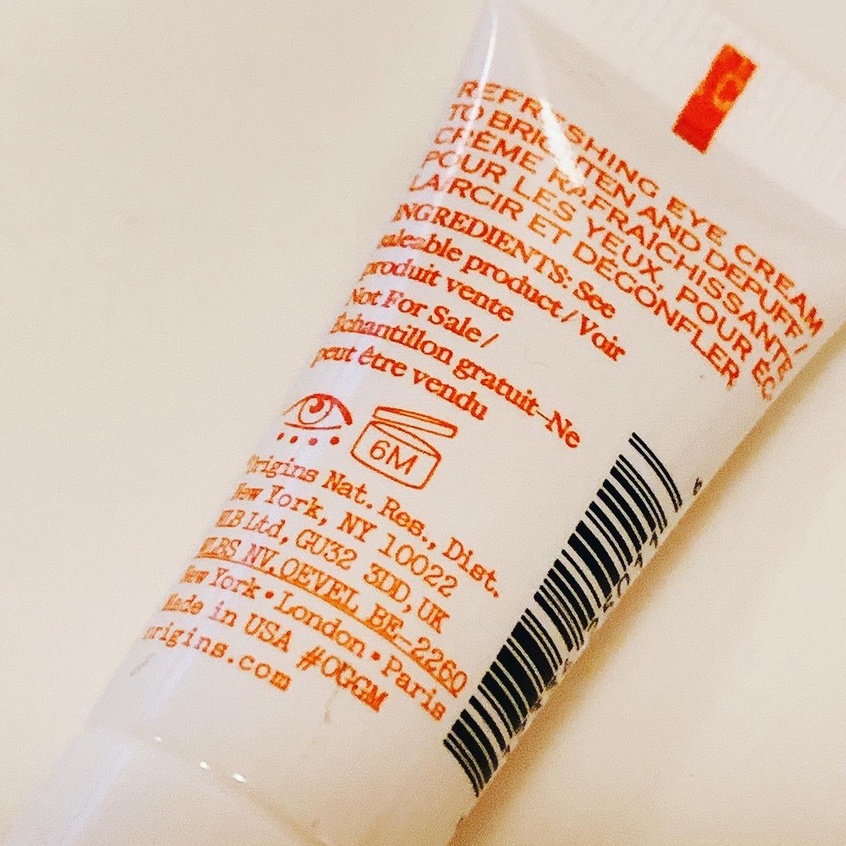 REFRESHING EYE CREAM
TO BRIGHTEN AND DEPUFF/
CRÈME RAFRAÎCHISSANTE
POUR LES YEUX, POUR ÉC-
LAIRCIR ET DÉGONFLER
INGREDIENTS: See
saleable product / Voir
produit vente
Not For Sale /
Échantillon gratuit–Ne
peut être vendu
6M
Origins Nat. Res., Dist.
New York, NY 10022
Ltd, GU32 3DD, UK
NV. OEVEL BE-2260
New York • London • Paris
Made in USA #OGGM
origins.com